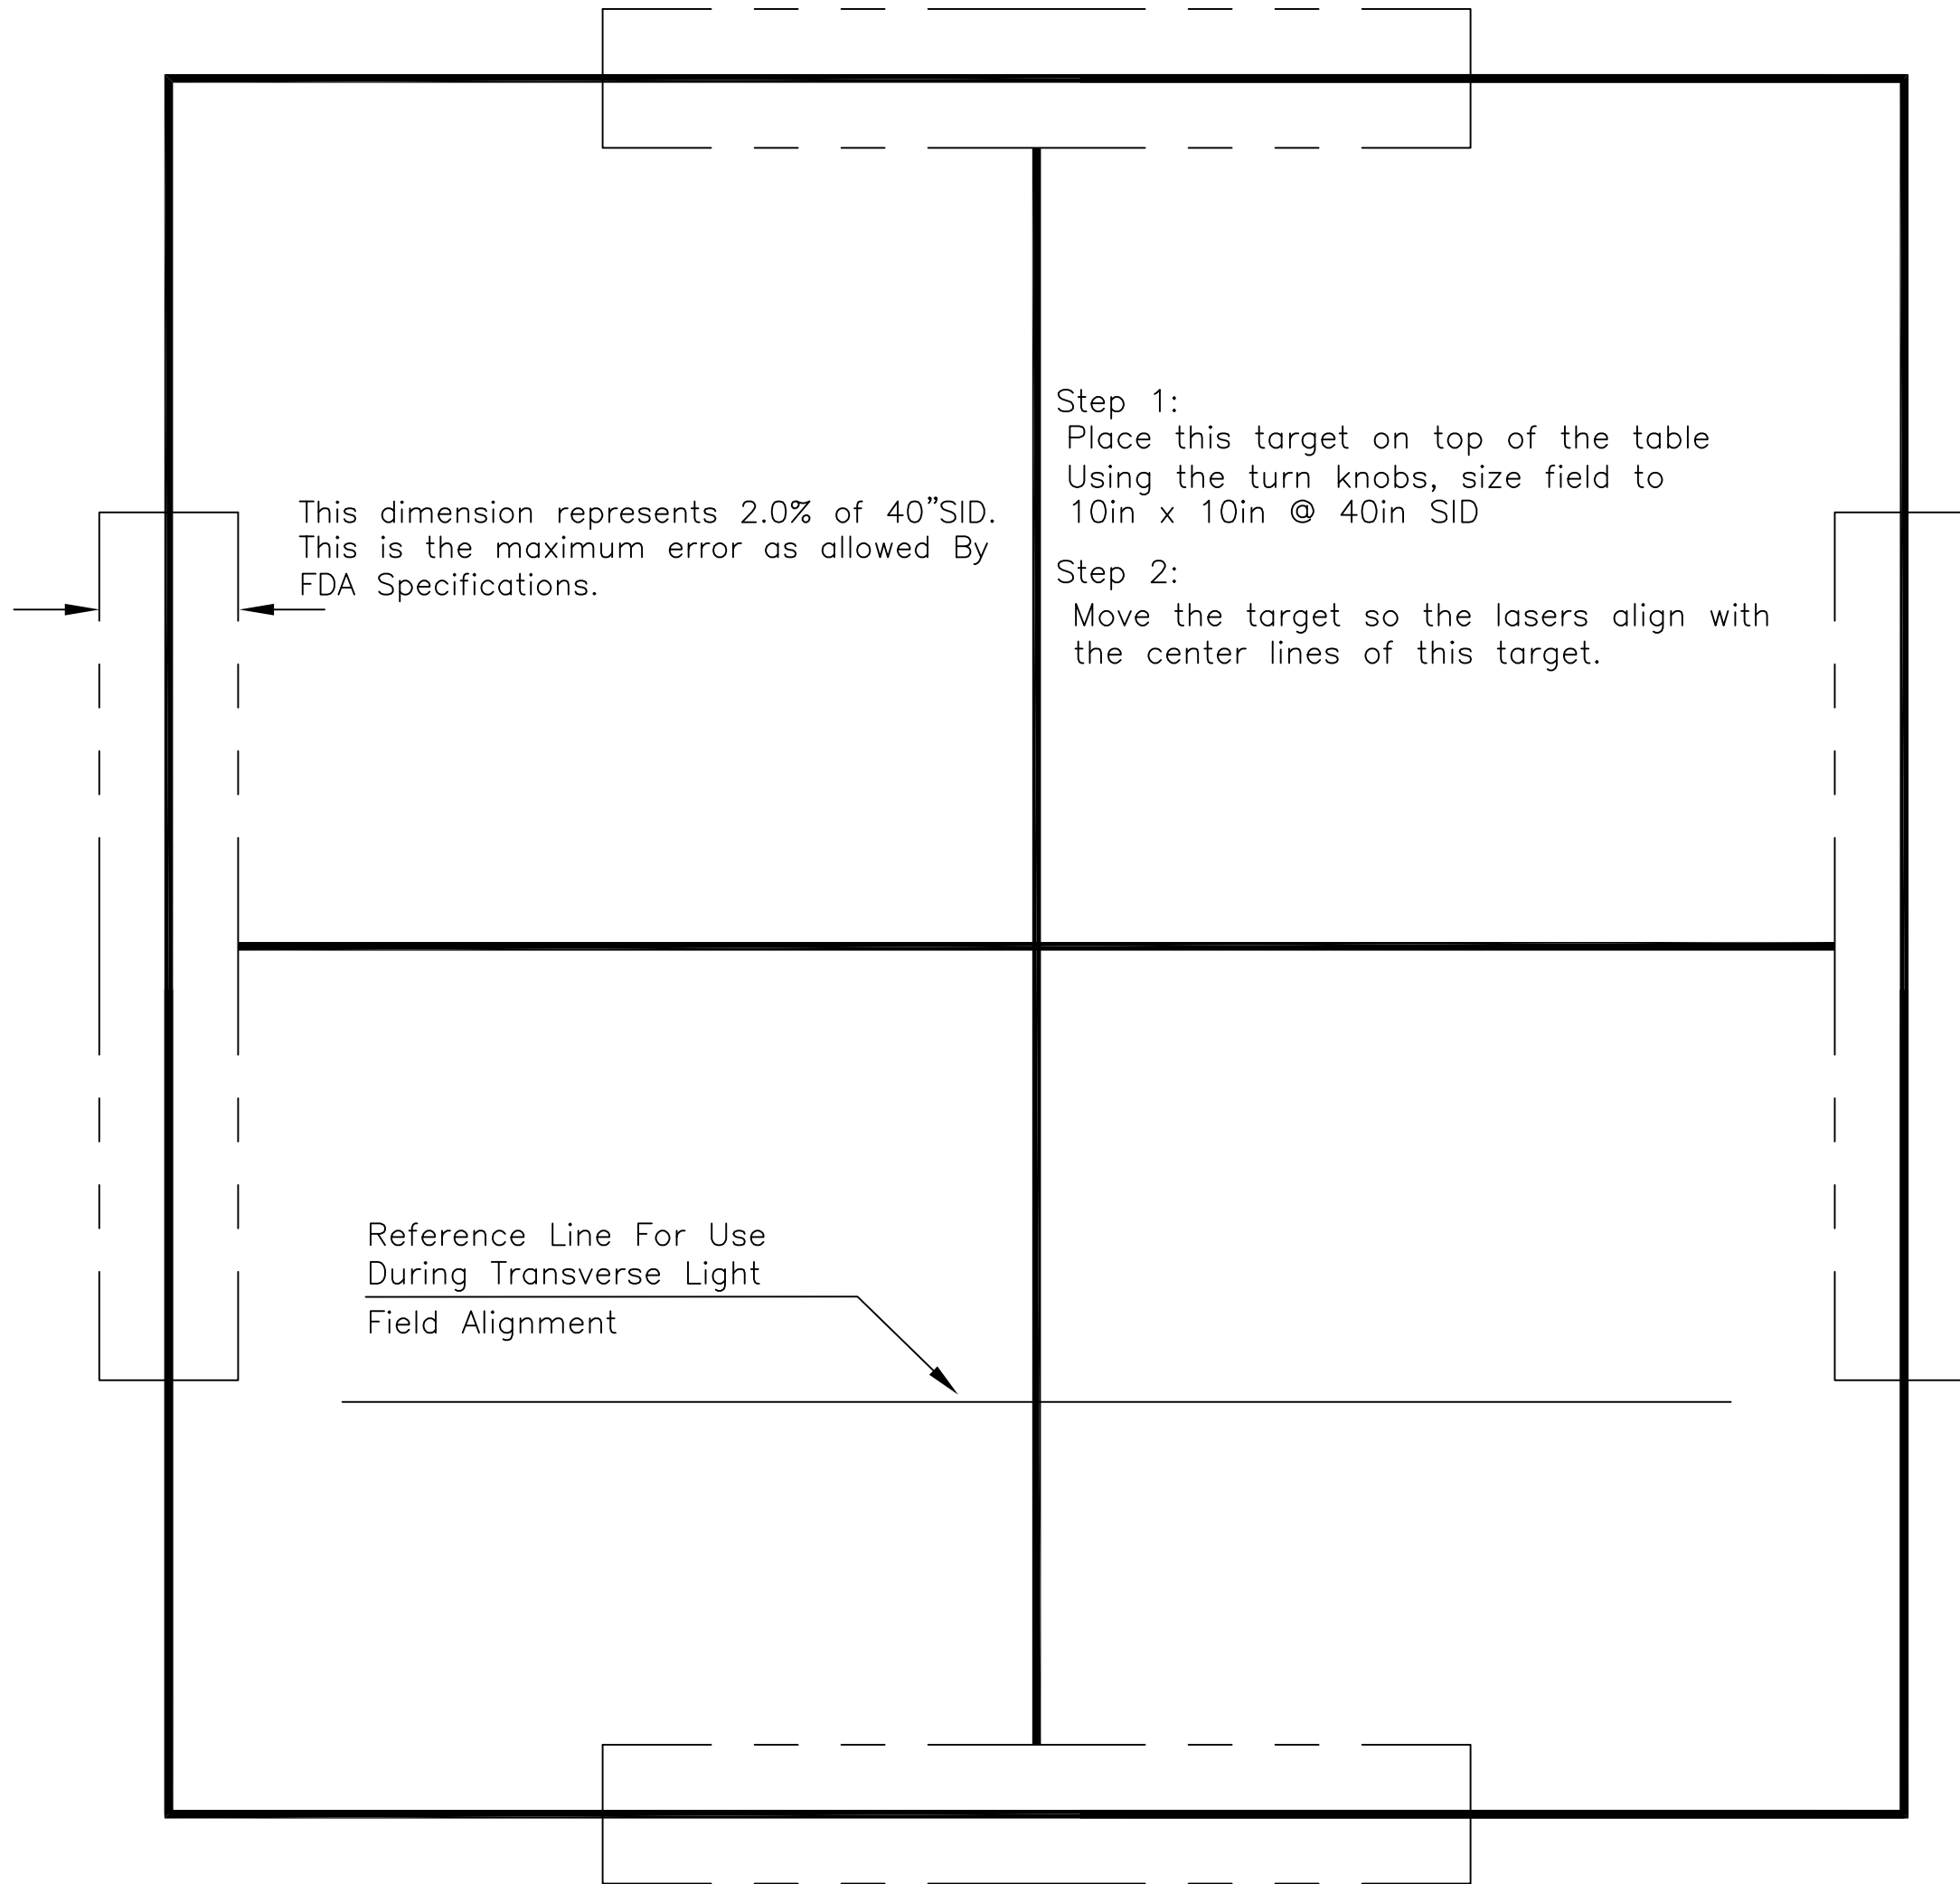 This dimension represents 2.0% of 40”SID.
This is the maximum error as allowed By
FDA Specifications.
Step 1:
Place this target on top of the table
Using the turn knobs, size field to
10in x 10in @ 40in SID
Step 2:
Move the target so the lasers align with
the center lines of this target.
Reference Line For Use
During Transverse Light
Field Alignment